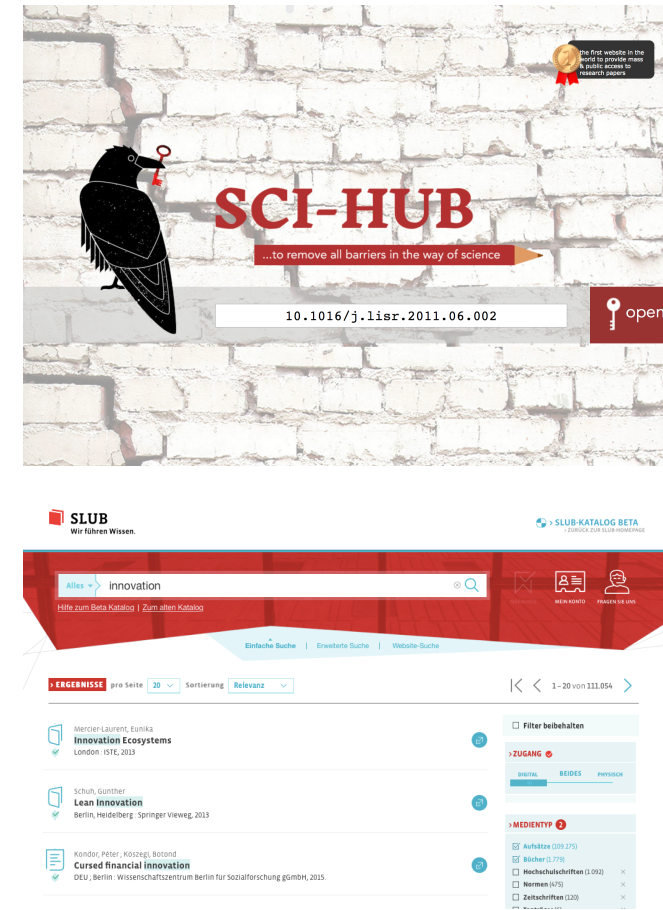 the first website in the
world to provide mass
& public access to
research papers
SCI-HUB
...to remove all barriers in the way of science
10.1016/j.lisr.2011.06.002
open
SLUB
Wir führen Wissen.
› SLUB-KATALOG BETA
› ZURÜCK ZUR SLUB-HOMEPAGE
Alles
innovation
MEIN KONTO
FRAGEN SIE UNS
Hilfe zum Beta Katalog | Zum alten Katalog
Einfache Suche | Erweiterte Suche | Website-Suche
› ERGEBNISSE pro Seite 20 Sortierung Relevanz
1 – 20 von 111.054
Mercier-Laurent, Eunika
Innovation Ecosystems
London : ISTE, 2013
Filter beibehalten
› ZUGANG
DIGITAL BEIDES PHYSISCH
Schuh, Günther
Lean Innovation
Berlin, Heidelberg : Springer Vieweg, 2013
› MEDIENTYP 2
Aufsätze (109.275)
Bücher (1.779)
Hochschulschriften (1.092)
Normen (475)
Zeitschriften (120)
Kondor, Péter ; Koszegi, Botond
Cursed financial innovation
DEU ; Berlin : Wissenschaftszentrum Berlin für Sozialforschung gGmbH, 2015